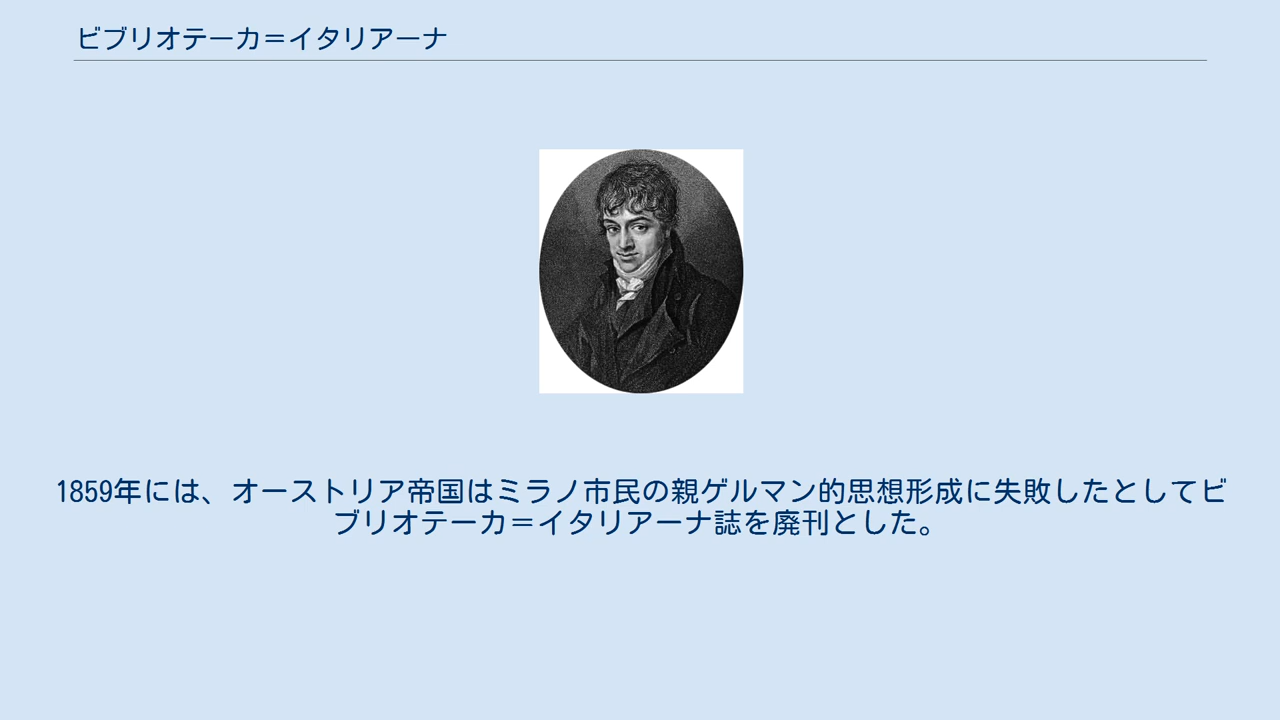 ビブリオテーカ＝イタリアーナ
1859年には、オーストリア帝国はミラノ市民の親ゲルマン的思想形成に失敗したとしてビ
ブリオテーカ＝イタリアーナ誌を廃刊とした。